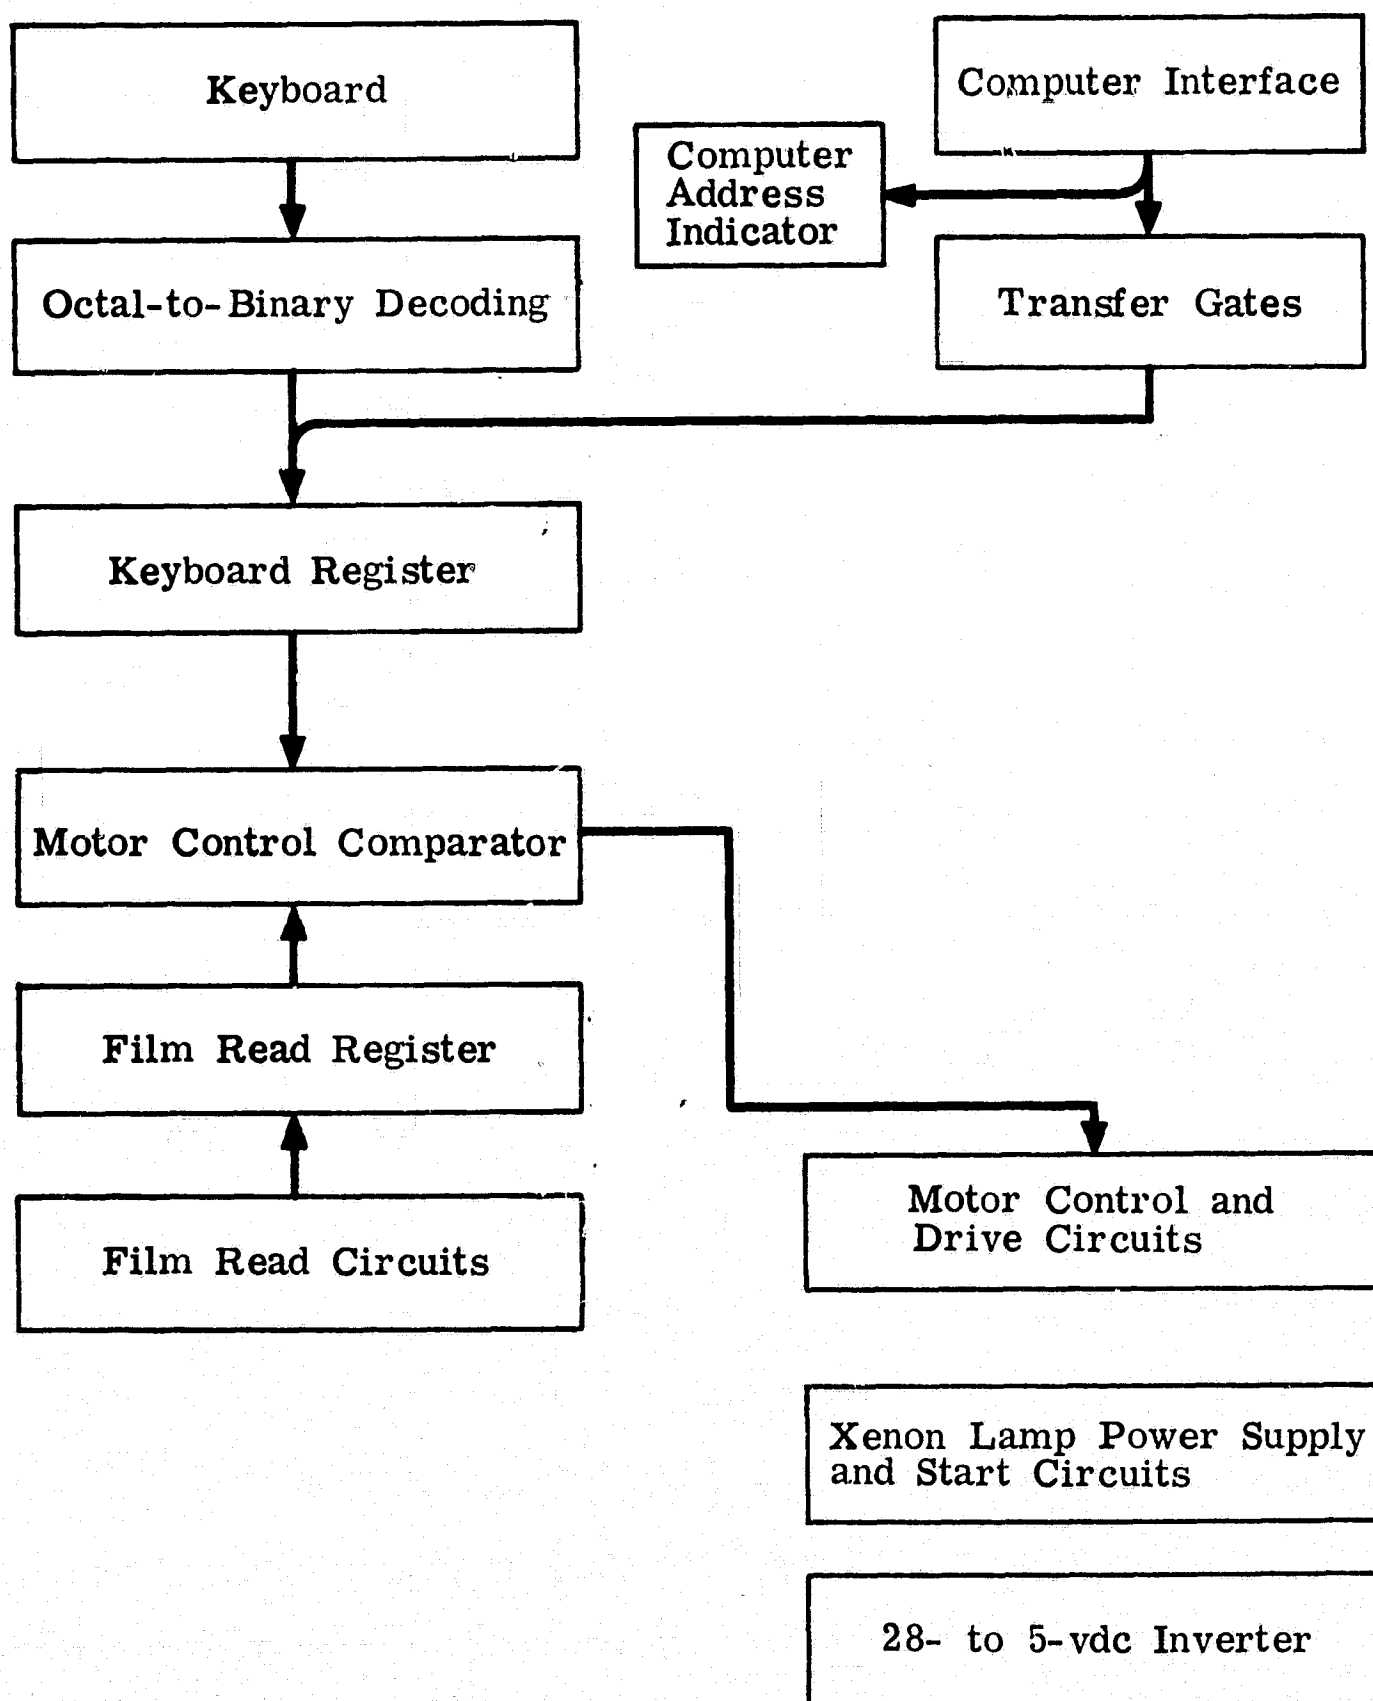 Keyboard
Computer Interface
Computer
Address
Indicator
Octal-to-Binary Decoding
Transfer Gates
Keyboard Register
Motor Control Comparator
Film Read Register
Film Read Circuits
Motor Control and
Drive Circuits
Xenon Lamp Power Supply
and Start Circuits
28- to 5-vdc Inverter